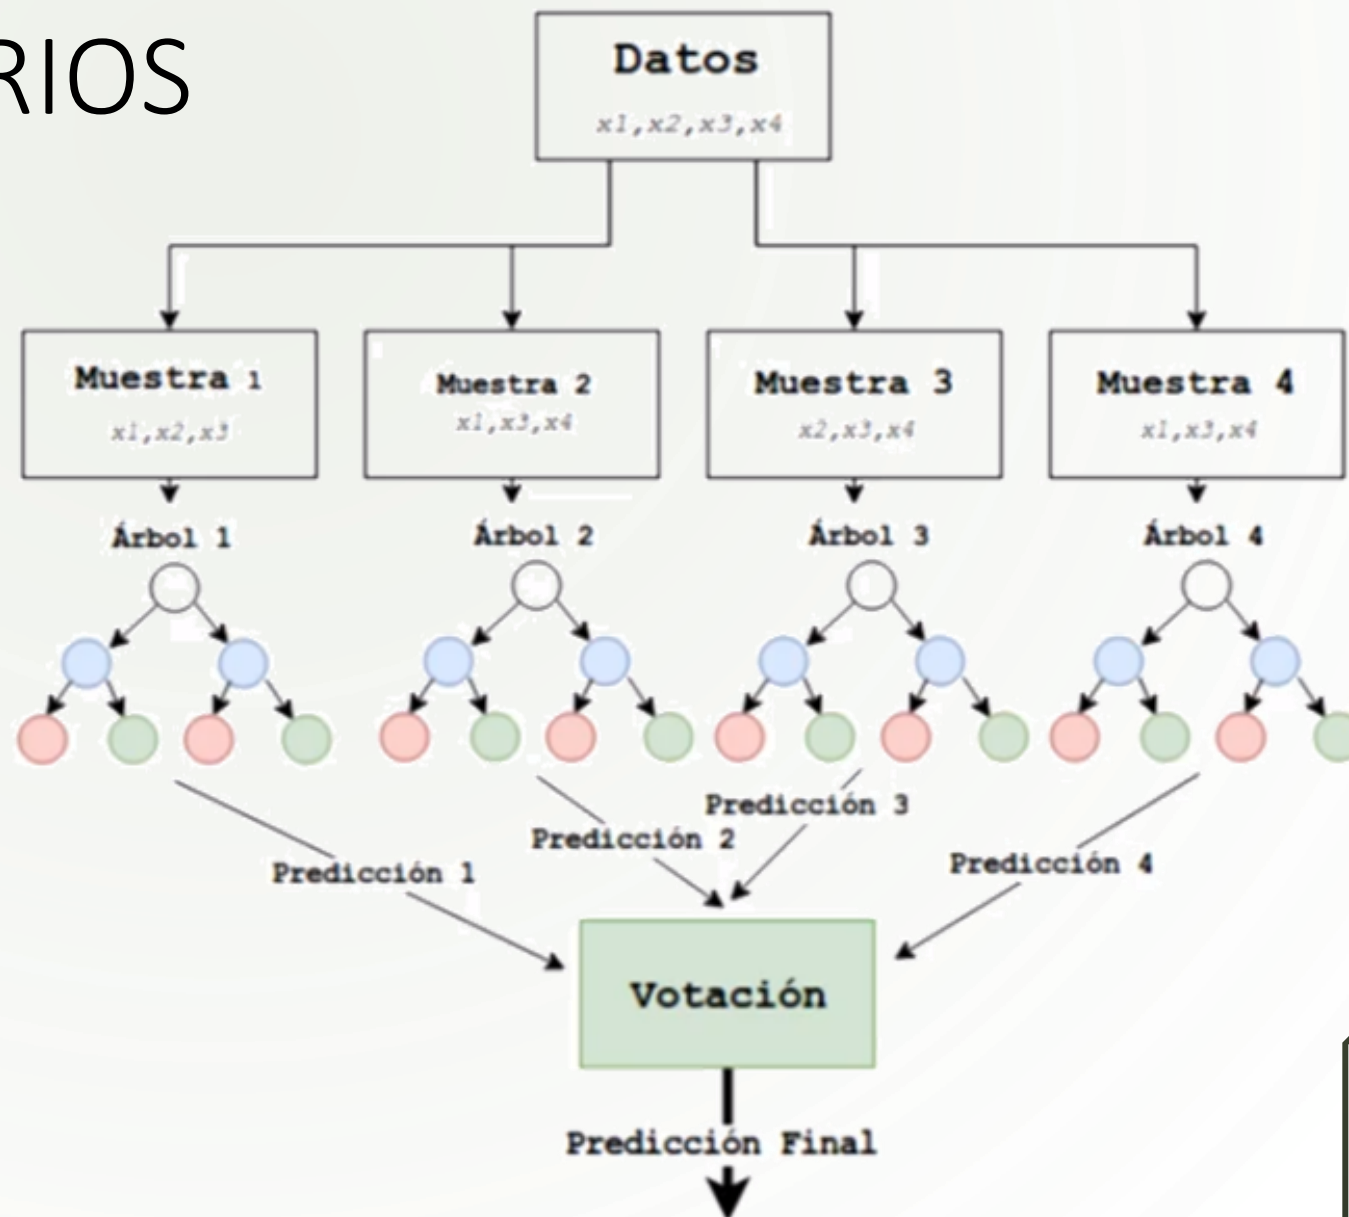 RIOS
Datos
x1,x2,x3,x4
Muestra 1
x1,x2,x3
Muestra 2
x1,x3,x4
Muestra 3
x2,x3,x4
Muestra 4
x1,x3,x4
Árbol 1
Árbol 2
Árbol 3
Árbol 4
Predicción 3
Predicción 2
Predicción 1
Predicción 4
Votación
Predicción Final